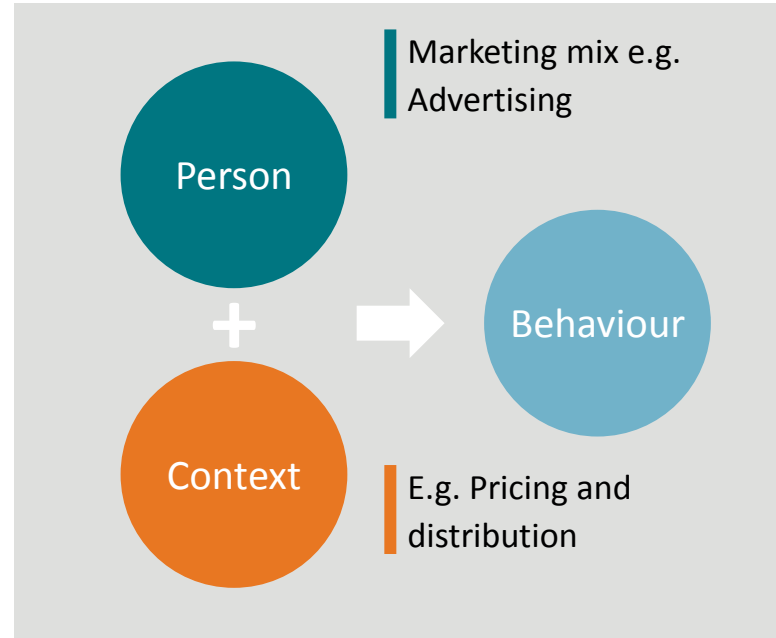 Marketing mix e.g.
Advertising
Person
+
Behaviour
Context
E.g. Pricing and
distribution